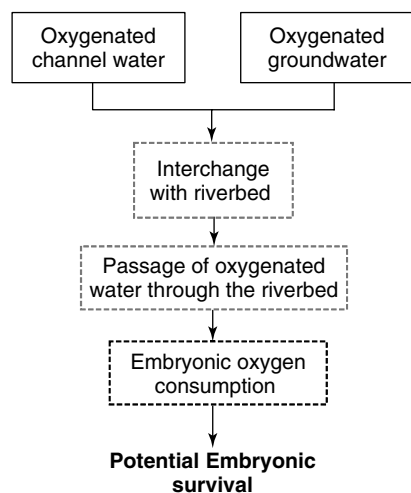 Oxygenated
channel water
Oxygenated
groundwater
Interchange
with riverbed
Passage of oxygenated
water through the riverbed
Embryonic oxygen
consumption
Potential Embryonic
survival